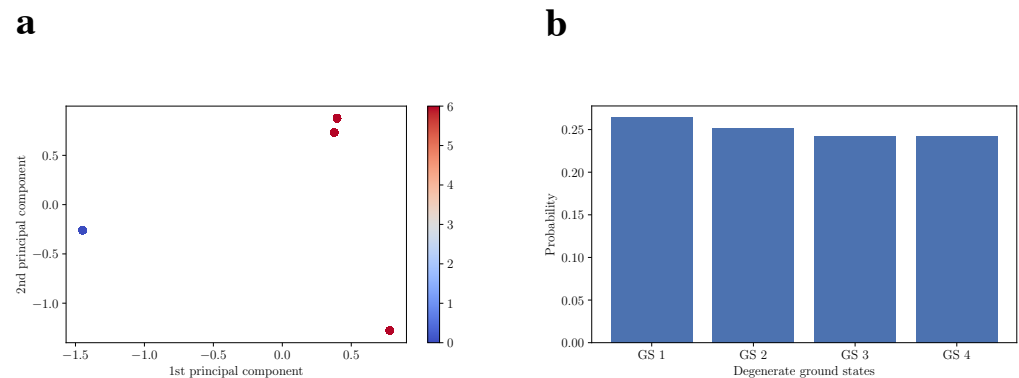 a
b
2nd principal component
0.5
0.0
−0.5
−1.0
−1.5
−1.0
−0.5
0.0
0.5
1st principal component
6
5
4
3
2
1
0
Probability
0.25
0.20
0.15
0.10
0.05
0.00
GS 1
GS 2
GS 3
GS 4
Degenerate ground states